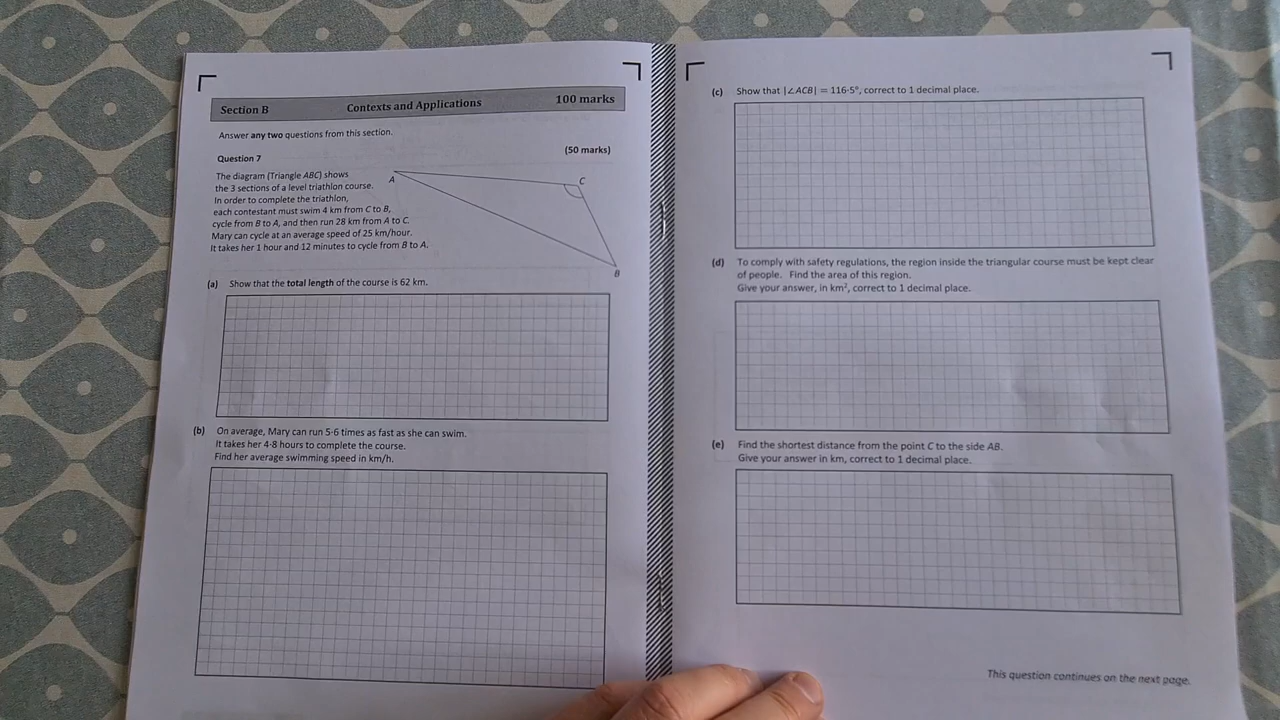 Section B Contexts and Applications 100 marks
Answer any two questions from this section.
Question 7 (50 marks)
The diagram (Triangle ABC) shows
the 3 sections of a level triathlon course.
In order to complete the triathlon,
each contestant must swim 4 km from C to B,
cycle from B to A, and then run 28 km from A to C.
Mary can cycle at an average speed of 25 km/hour.
It takes her 1 hour and 12 minutes to cycle from B to A.
A
C
B
(a) Show that the total length of the course is 62 km.
(b) On average, Mary can run 5·6 times as fast as she can swim.
It takes her 4·8 hours to complete the course.
Find her average swimming speed in km/h.
(c) Show that |∠ACB| = 116·5°, correct to 1 decimal place.
(d) To comply with safety regulations, the region inside the triangular course must be kept clear
of people. Find the area of this region.
Give your answer, in km², correct to 1 decimal place.
(e) Find the shortest distance from the point C to the side AB.
Give your answer in km, correct to 1 decimal place.
This question continues on the next page.